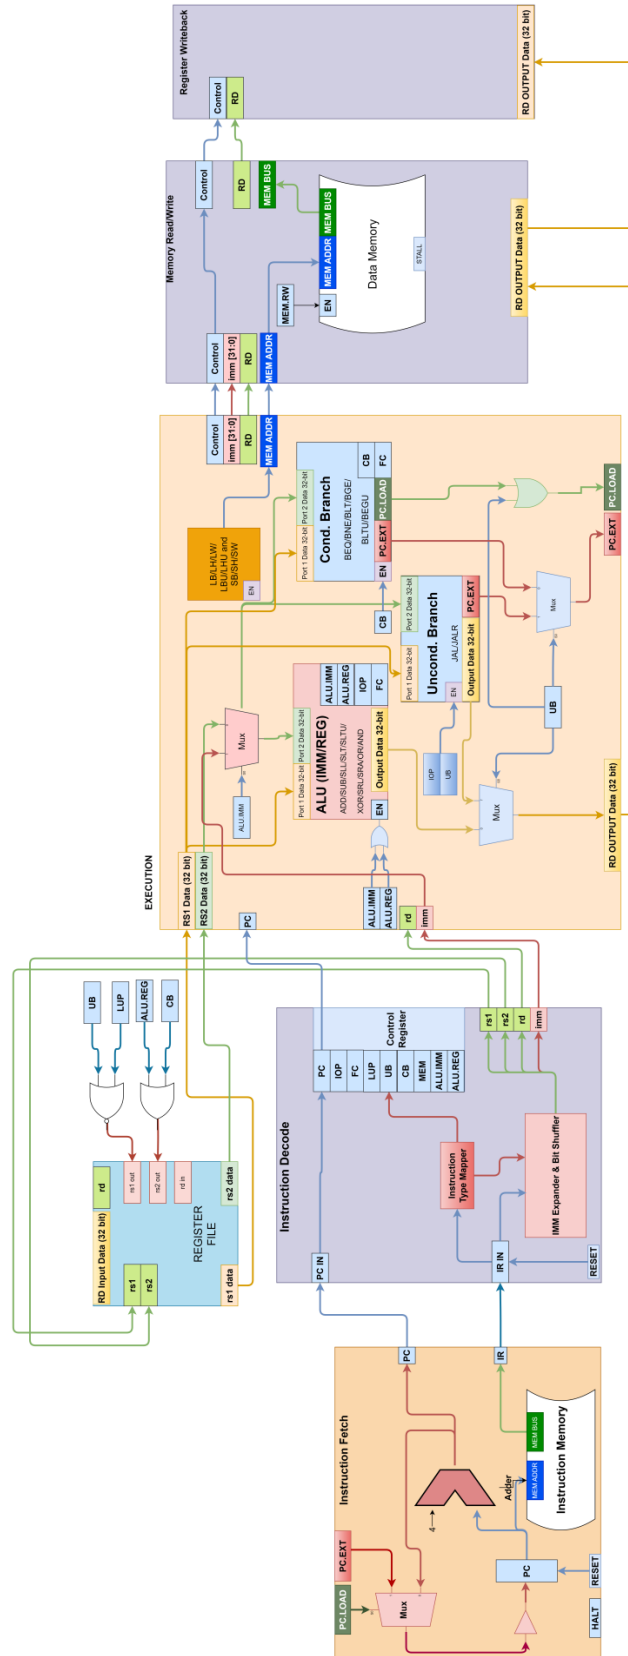 Instruction Fetch
PC.LOAD
PC.EXT
Mux
4
Adder
PC
PC
HALT
RESET
MEM ADDR
MEM BUS
Instruction Memory
IR
Instruction Decode
PC IN
IR IN
RESET
Instruction
Type Mapper
IMM Expander & Bit Shuffler
PC
IOP
FC
LUP
UB
CB
MEM
ALU.IMM
ALU.REG
Control
Register
rs1
rs2
rd
imm
RD Input Data (32 bit)
rd
rs1
rs2
REGISTER
FILE
rs1 out
rs2 out
rd in
rs1 data
rs2 data
UB
LUP
ALU.REG
CB
EXECUTION
RS1 Data (32 bit)
RS2 Data (32 bit)
PC
ALU.IMM
ALU.REG
rd
imm
ALU.IMM
Mux
Port 1 Data 32-bit
Port 2 Data 32-bit
ALU (IMM/REG)
ADD/SUB/SLL/SLT/SLTU/
XOR/SRL/SRA/OR/AND
EN
Output Data 32-bit
ALU.IMM
ALU.REG
IOP
FC
LB/LH/LW/
LBU/LHU and
SB/SH/SW
EN
Port 1 Data 32-bit
Port 2 Data 32-bit
Cond. Branch
BEQ/BNE/BLT/BGE/
BLTU/BEGU
EN
PC.EXT
PC.LOAD
CB
FC
CB
Port 1 Data 32-bit
Port 2 Data 32-bit
Uncond. Branch
JAL/JALR
EN
Output Data 32-bit
PC.EXT
IOP
UB
UB
Mux
Mux
RD OUTPUT Data (32 bit)
PC.EXT
PC.LOAD
Control
imm [31:0]
RD
MEM ADDR
Memory Read/Write
Control
imm [31:0]
RD
MEM ADDR
MEM.RW
EN
MEM ADDR
MEM BUS
Data Memory
STALL
Control
RD
MEM BUS
RD OUTPUT Data (32 bit)
Register Writeback
Control
RD
RD OUTPUT Data (32 bit)